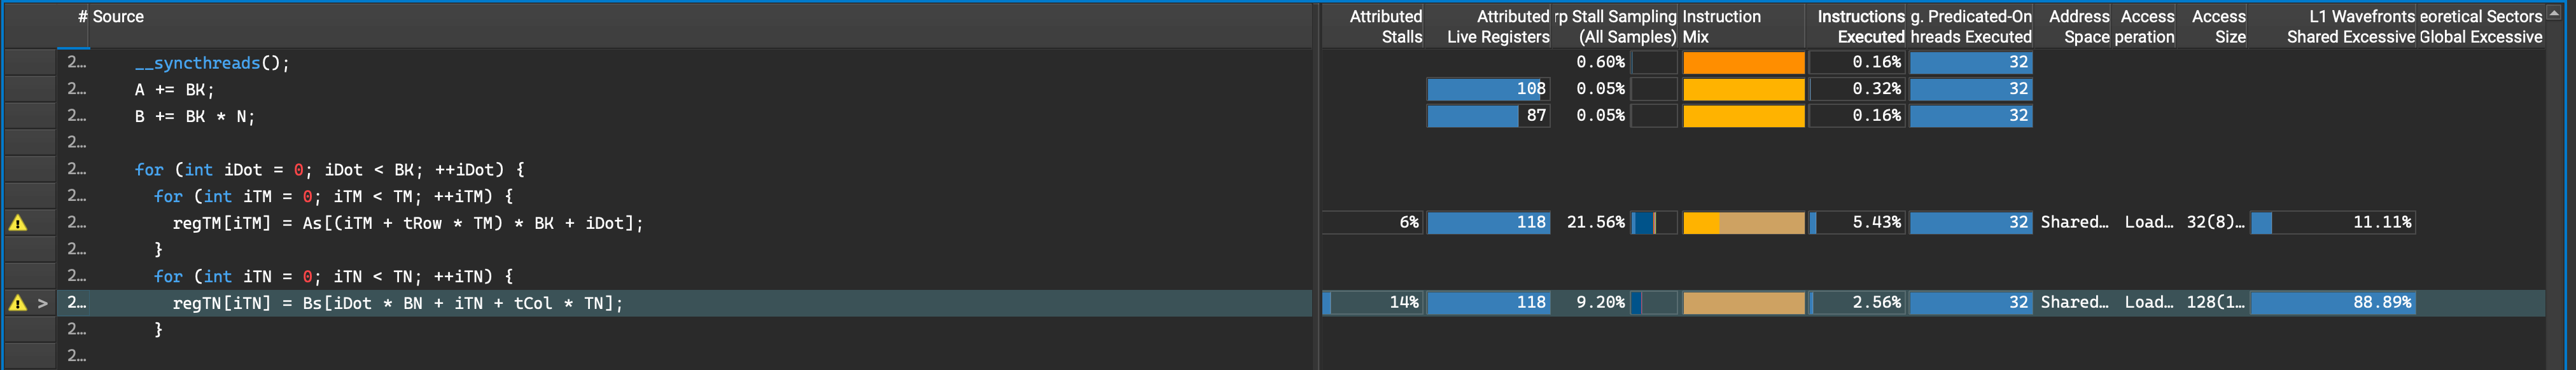 # Source Attributed Stalls Attributed Live Registers rp Stall Sampling (All Samples) Instruction Mix Instructions Executed g. Predicated-On hreads Executed Address Space Access peration Access Size L1 Wavefronts Shared Excessive eoretical Sectors Global Excessive
2... __syncthreads(); 0.60% 0.16% 32
2... A += BK; 108 0.05% 0.32% 32
2... B += BK * N; 87 0.05% 0.16% 32
2...
2... for (int iDot = 0; iDot < BK; ++iDot) {
2... for (int iTM = 0; iTM < TM; ++iTM) {
2... regTM[iTM] = As[(iTM + tRow * TM) * BK + iDot]; 6% 118 21.56% 5.43% 32 Shared... Load... 32(8)... 11.11%
2... }
2... for (int iTN = 0; iTN < TN; ++iTN) {
> 2... regTN[iTN] = Bs[iDot * BN + iTN + tCol * TN]; 14% 118 9.20% 2.56% 32 Shared... Load... 128(1... 88.89%
2... }
2...